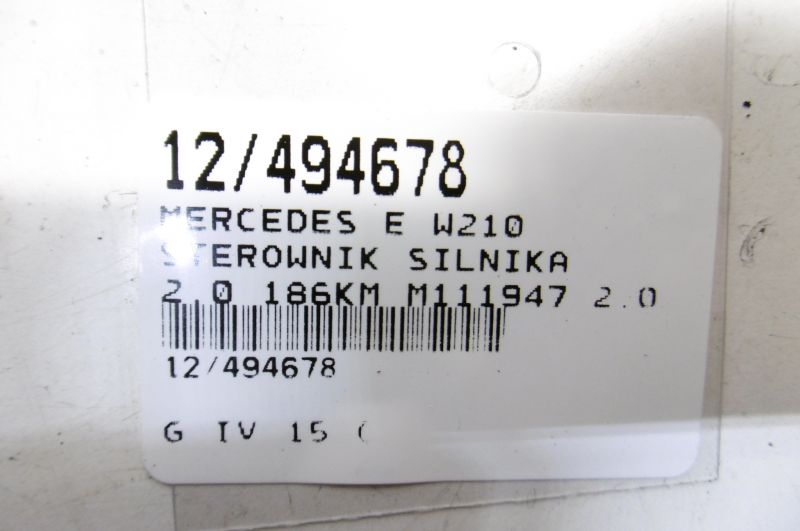 12/494678
MERCEDES E W210
STEROWNIK SILNIKA
2.0 186KM M111947 2.0
12/494678
G IV 15 (